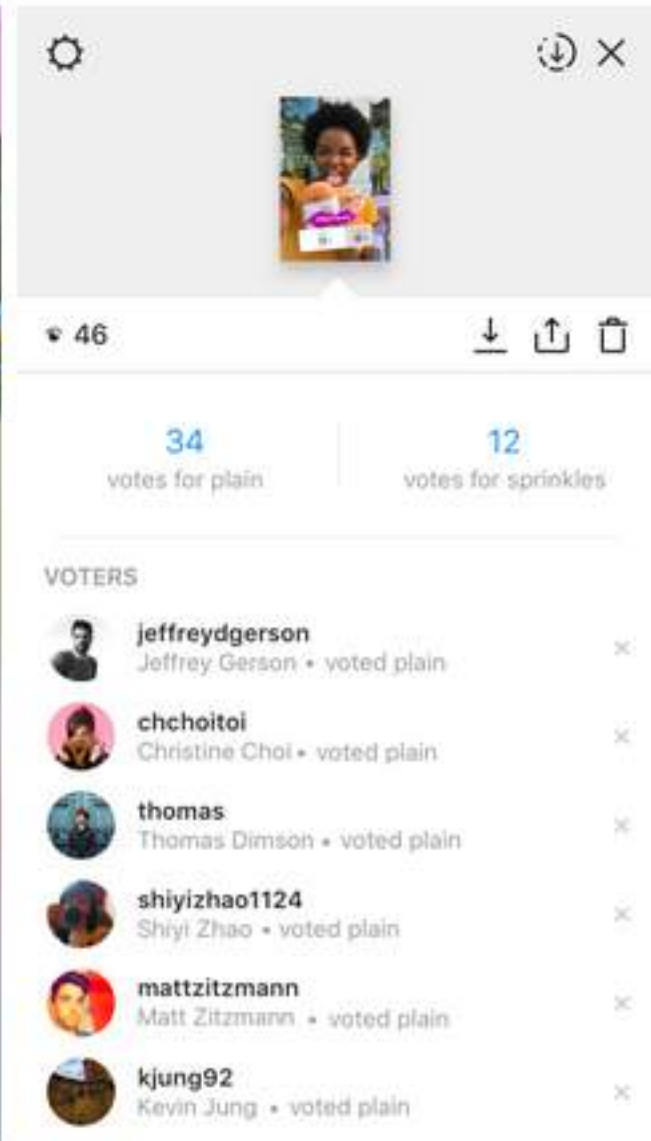 46
34
votes for plain
12
votes for sprinkles
VOTERS
jeffreydgerson
Jeffrey Gerson • voted plain
chchoitoi
Christine Choi • voted plain
thomas
Thomas Dimson • voted plain
shiyizhao1124
Shiyi Zhao • voted plain
mattzitzmann
Matt Zitzmann • voted plain
kjung92
Kevin Jung • voted plain